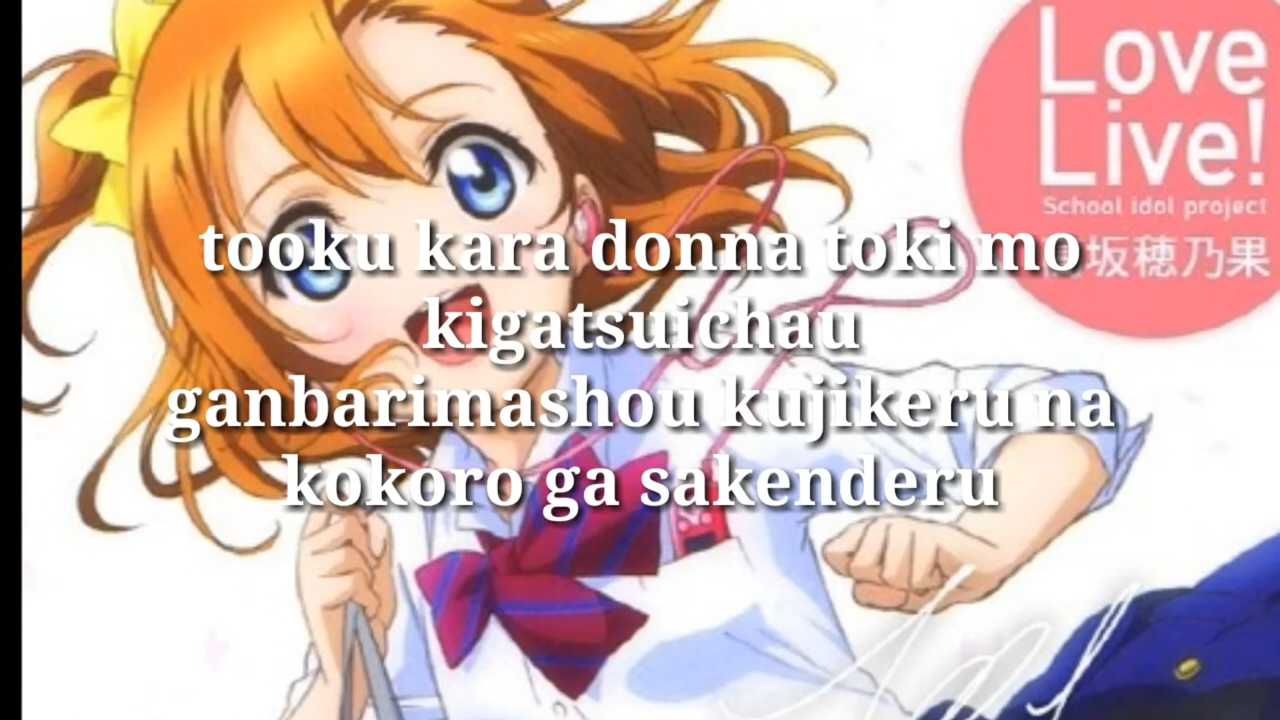 Love
Live!
School idol project
坂穂乃果
tooku kara donna toki mo
kigatsuichau
ganbarimashou kujikeru na
kokoro ga sakenderu